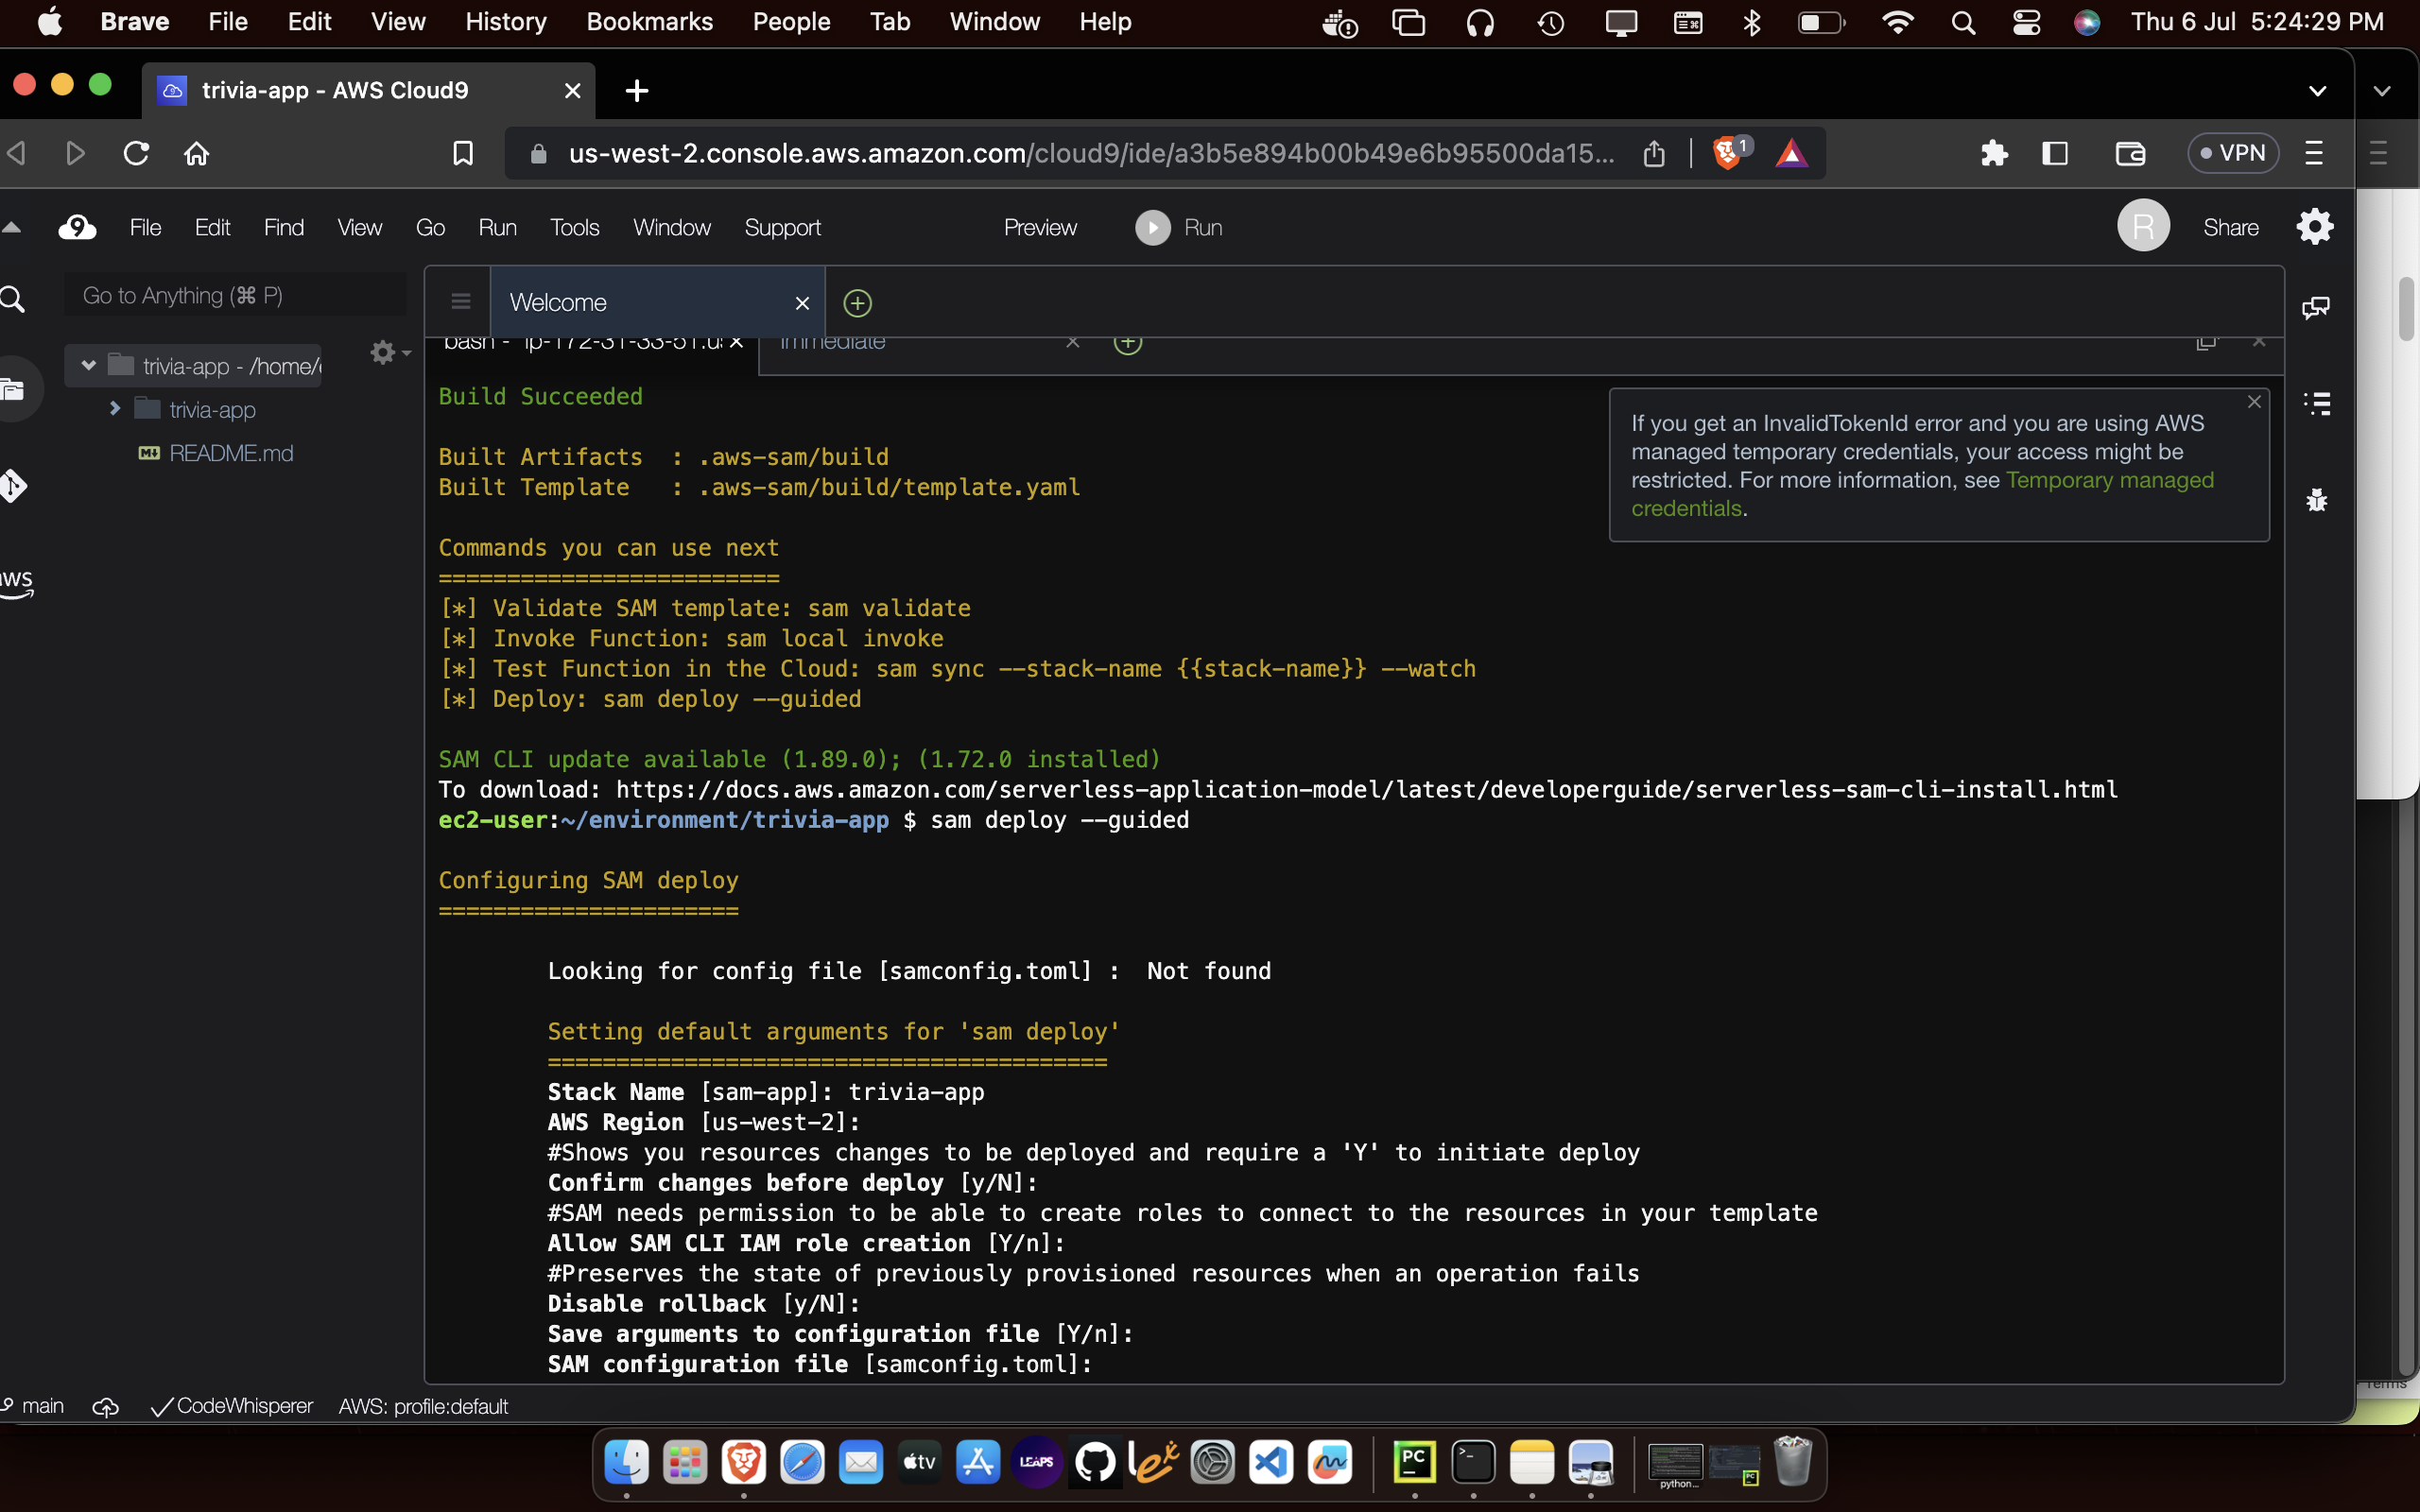 Brave File Edit View History Bookmarks People Tab Window Help Thu 6 Jul 5:24:29 PM
trivia-app - AWS Cloud9
us-west-2.console.aws.amazon.com/cloud9/ide/a3b5e894b00b49e6b95500da15... 1 VPN
9 File Edit Find View Go Run Tools Window Support Preview Run R Share
Go to Anything (⌘ P)
Welcome
bash - "ip-172-31-33-51.u: Immediate
trivia-app - /home/
trivia-app
README.md
aws
Build Succeeded
Built Artifacts : .aws-sam/build
Built Template : .aws-sam/build/template.yaml
Commands you can use next
=========================
[*] Validate SAM template: sam validate
[*] Invoke Function: sam local invoke
[*] Test Function in the Cloud: sam sync --stack-name {{stack-name}} --watch
[*] Deploy: sam deploy --guided
If you get an InvalidTokenId error and you are using AWS
managed temporary credentials, your access might be
restricted. For more information, see Temporary managed
credentials.
SAM CLI update available (1.89.0); (1.72.0 installed)
To download: https://docs.aws.amazon.com/serverless-application-model/latest/developerguide/serverless-sam-cli-install.html
ec2-user:~/environment/trivia-app $ sam deploy --guided
Configuring SAM deploy
======================
Looking for config file [samconfig.toml] : Not found
Setting default arguments for 'sam deploy'
=========================================
Stack Name [sam-app]: trivia-app
AWS Region [us-west-2]:
#Shows you resources changes to be deployed and require a 'Y' to initiate deploy
Confirm changes before deploy [y/N]:
#SAM needs permission to be able to create roles to connect to the resources in your template
Allow SAM CLI IAM role creation [Y/n]:
#Preserves the state of previously provisioned resources when an operation fails
Disable rollback [y/N]:
Save arguments to configuration file [Y/n]:
SAM configuration file [samconfig.toml]:
main CodeWhisperer AWS: profile:default
Terms
tv LEAPS PC python... PC